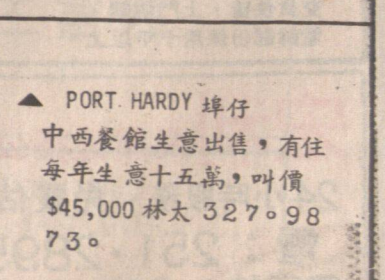 ▲ PORT HARDY 埠仔
中西餐館生意出售，有住
每年生意十五萬，叫價
$45,000 林太 327。98
73。